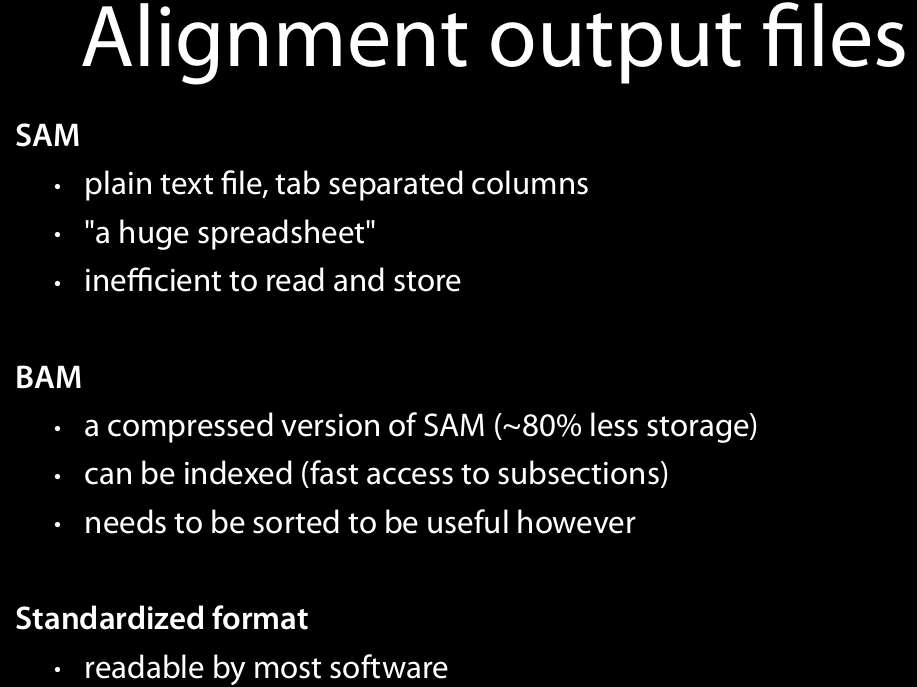 Alignment output files
SAM
• plain text file, tab separated columns
• "a huge spreadsheet"
• inefficient to read and store
BAM
• a compressed version of SAM (~80% less storage)
• can be indexed (fast access to subsections)
• needs to be sorted to be useful however
Standardized format
• readable by most software